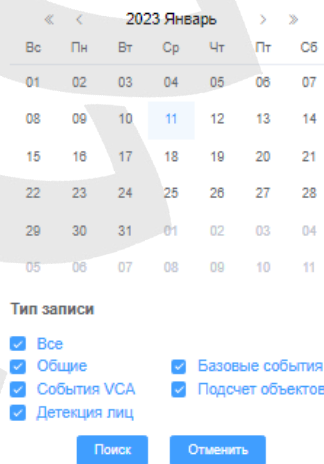 « < 2023 Январь > »
Вс Пн Вт Ср Чт Пт Сб
01 02 03 04 05 06 07
08 09 10 11 12 13 14
15 16 17 18 19 20 21
22 23 24 25 26 27 28
29 30 31 01 02 03 04
05 06 07 08 09 10 11
Тип записи
Все
Общие Базовые события
События VCA Подсчет объектов
Детекция лиц
Поиск Отменить